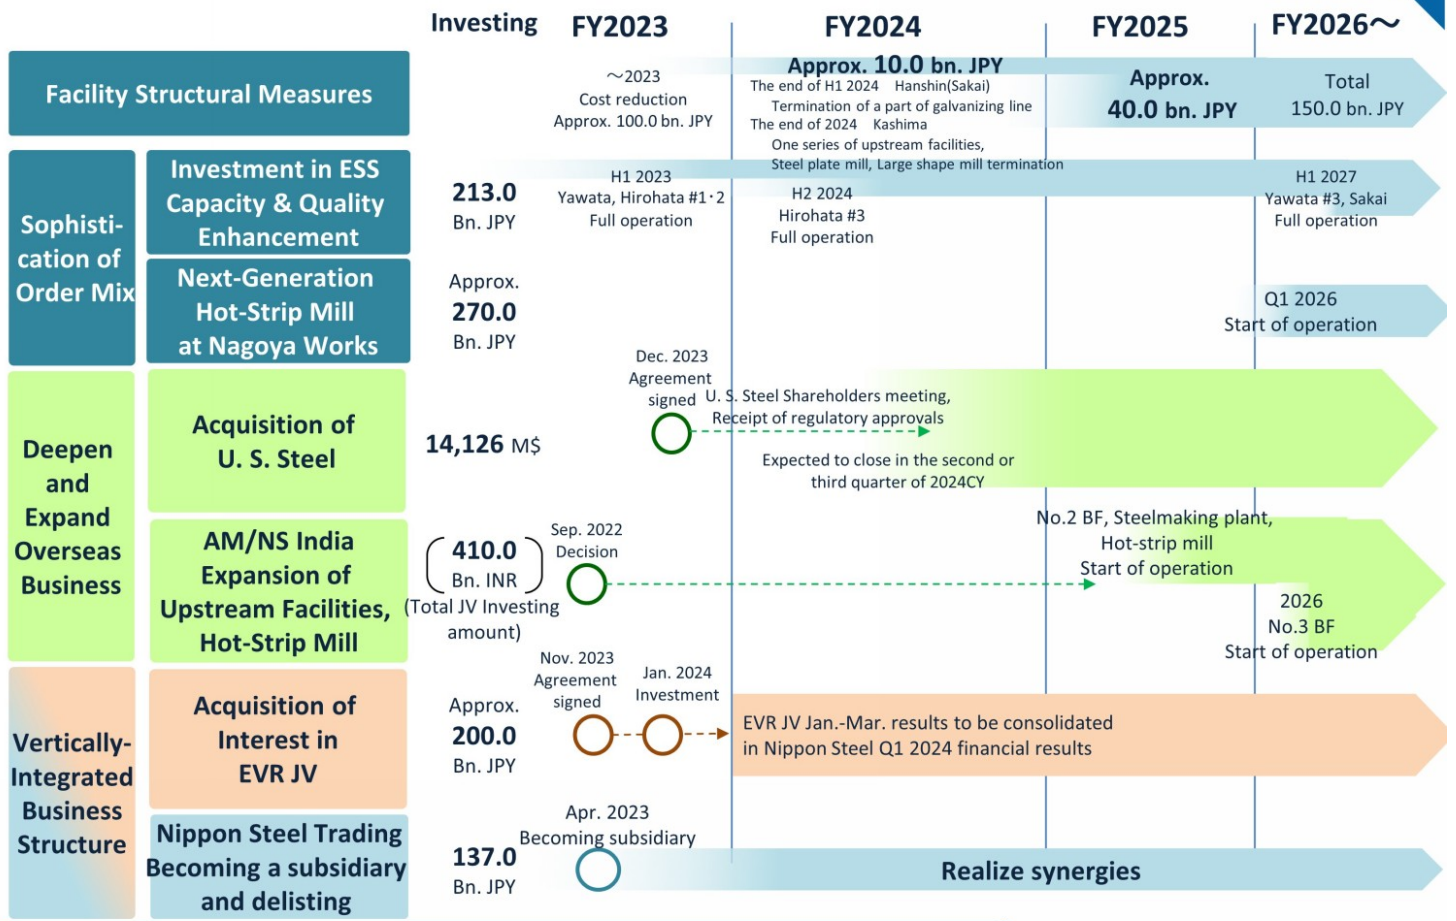 Investing
FY2023
FY2024
FY2025
FY2026～
Facility Structural Measures
～2023
Cost reduction
Approx. 100.0 bn. JPY
Approx. 10.0 bn. JPY
The end of H1 2024 Hanshin(Sakai)
Termination of a part of galvanizing line
The end of 2024 Kashima
One series of upstream facilities,
Steel plate mill, Large shape mill termination
Approx.
40.0 bn. JPY
Total
150.0 bn. JPY
Sophisti-
cation of
Order Mix
Investment in ESS
Capacity & Quality
Enhancement
213.0
Bn. JPY
H1 2023
Yawata, Hirohata #1・2
Full operation
H2 2024
Hirohata #3
Full operation
H1 2027
Yawata #3, Sakai
Full operation
Next-Generation
Hot-Strip Mill
at Nagoya Works
Approx.
270.0
Bn. JPY
Q1 2026
Start of operation
Deepen
and
Expand
Overseas
Business
Acquisition of
U. S. Steel
14,126 M$
Dec. 2023
Agreement
signed
U. S. Steel Shareholders meeting,
Receipt of regulatory approvals
Expected to close in the second or
third quarter of 2024CY
AM/NS India
Expansion of
Upstream Facilities,
Hot-Strip Mill
410.0
Bn. INR
(Total JV Investing
amount)
Sep. 2022
Decision
No.2 BF, Steelmaking plant,
Hot-strip mill
Start of operation
2026
No.3 BF
Start of operation
Vertically-
Integrated
Business
Structure
Acquisition of
Interest in
EVR JV
Approx.
200.0
Bn. JPY
Nov. 2023
Agreement
signed
Jan. 2024
Investment
EVR JV Jan.-Mar. results to be consolidated
in Nippon Steel Q1 2024 financial results
Nippon Steel Trading
Becoming a subsidiary
and delisting
137.0
Bn. JPY
Apr. 2023
Becoming subsidiary
Realize synergies